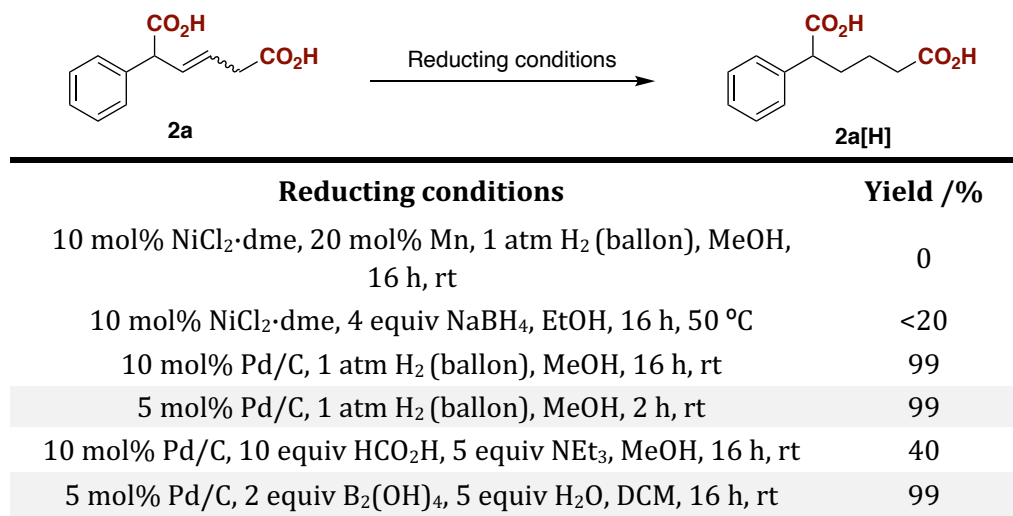 CO₂H
CO₂H
2a
Reducting conditions
CO₂H
CO₂H
2a[H]
Reducting conditions Yield /%
10 mol% NiCl₂·dme, 20 mol% Mn, 1 atm H₂ (ballon), MeOH,
16 h, rt 0
10 mol% NiCl₂·dme, 4 equiv NaBH₄, EtOH, 16 h, 50 ºC <20
10 mol% Pd/C, 1 atm H₂ (ballon), MeOH, 16 h, rt 99
5 mol% Pd/C, 1 atm H₂ (ballon), MeOH, 2 h, rt 99
10 mol% Pd/C, 10 equiv HCO₂H, 5 equiv NEt₃, MeOH, 16 h, rt 40
5 mol% Pd/C, 2 equiv B₂(OH)₄, 5 equiv H₂O, DCM, 16 h, rt 99